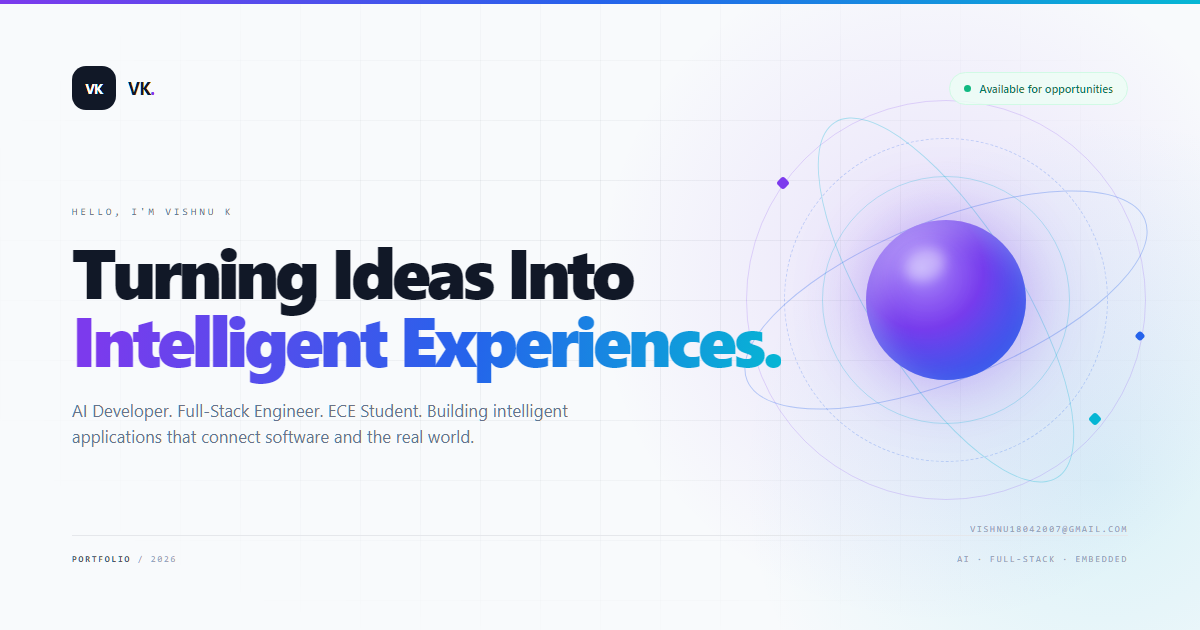 VK
VK.
Available for opportunities
HELLO, I'M VISHNU K
Turning Ideas Into
Intelligent Experiences.
AI Developer. Full-Stack Engineer. ECE Student. Building intelligent
applications that connect software and the real world.
VISHNU18042007@GMAIL.COM
PORTFOLIO / 2026
AI · FULL-STACK · EMBEDDED